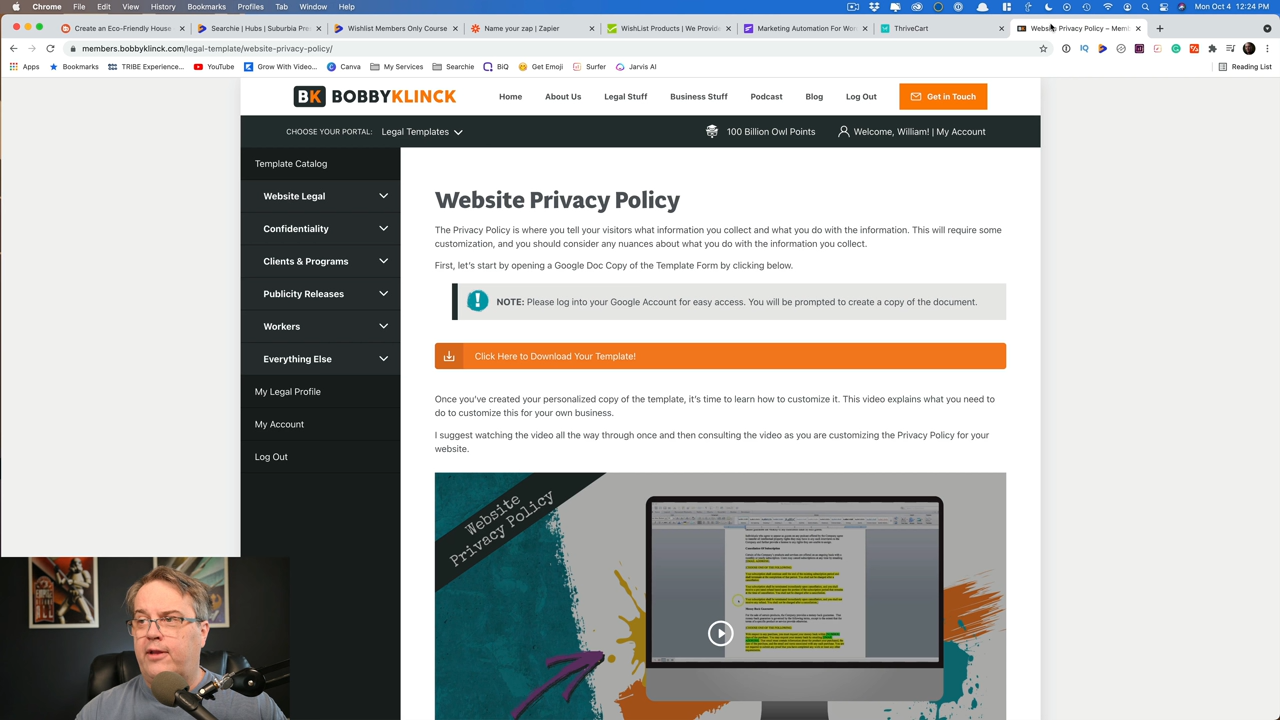 Chrome File Edit View History Bookmarks Profiles Tab Window Help Mon Oct 4 12:24 PM
Create an Eco-Friendly House
Searchie | Hubs | Suburbia Pre
Wishlist Members Only Course
Name your zap | Zapier
WishList Products | We Provide
Marketing Automation For Wor
ThriveCart
Website Privacy Policy – Mem
members.bobbyklinck.com/legal-template/website-privacy-policy/
Apps Bookmarks TRIBE Experience... YouTube Grow With Video... Canva My Services Searchie BiQ Get Emoji Surfer Jarvis AI Reading List
BK BOBBYKLINCK Home About Us Legal Stuff Business Stuff Podcast Blog Log Out Get in Touch
CHOOSE YOUR PORTAL: Legal Templates 100 Billion Owl Points Welcome, William! | My Account
Template Catalog
Website Legal
Confidentiality
Clients & Programs
Publicity Releases
Workers
Everything Else
My Legal Profile
My Account
Log Out
Website Privacy Policy
The Privacy Policy is where you tell your visitors what information you collect and what you do with the information. This will require some
customization, and you should consider any nuances about what you do with the information you collect.
First, let's start by opening a Google Doc Copy of the Template Form by clicking below.
NOTE: Please log into your Google Account for easy access. You will be prompted to create a copy of the document.
Click Here to Download Your Template!
Once you've created your personalized copy of the template, it's time to learn how to customize it. This video explains what you need to
do to customize this for your own business.
I suggest watching the video all the way through once and then consulting the video as you are customizing the Privacy Policy for your
website.
Website
Privacy Policy